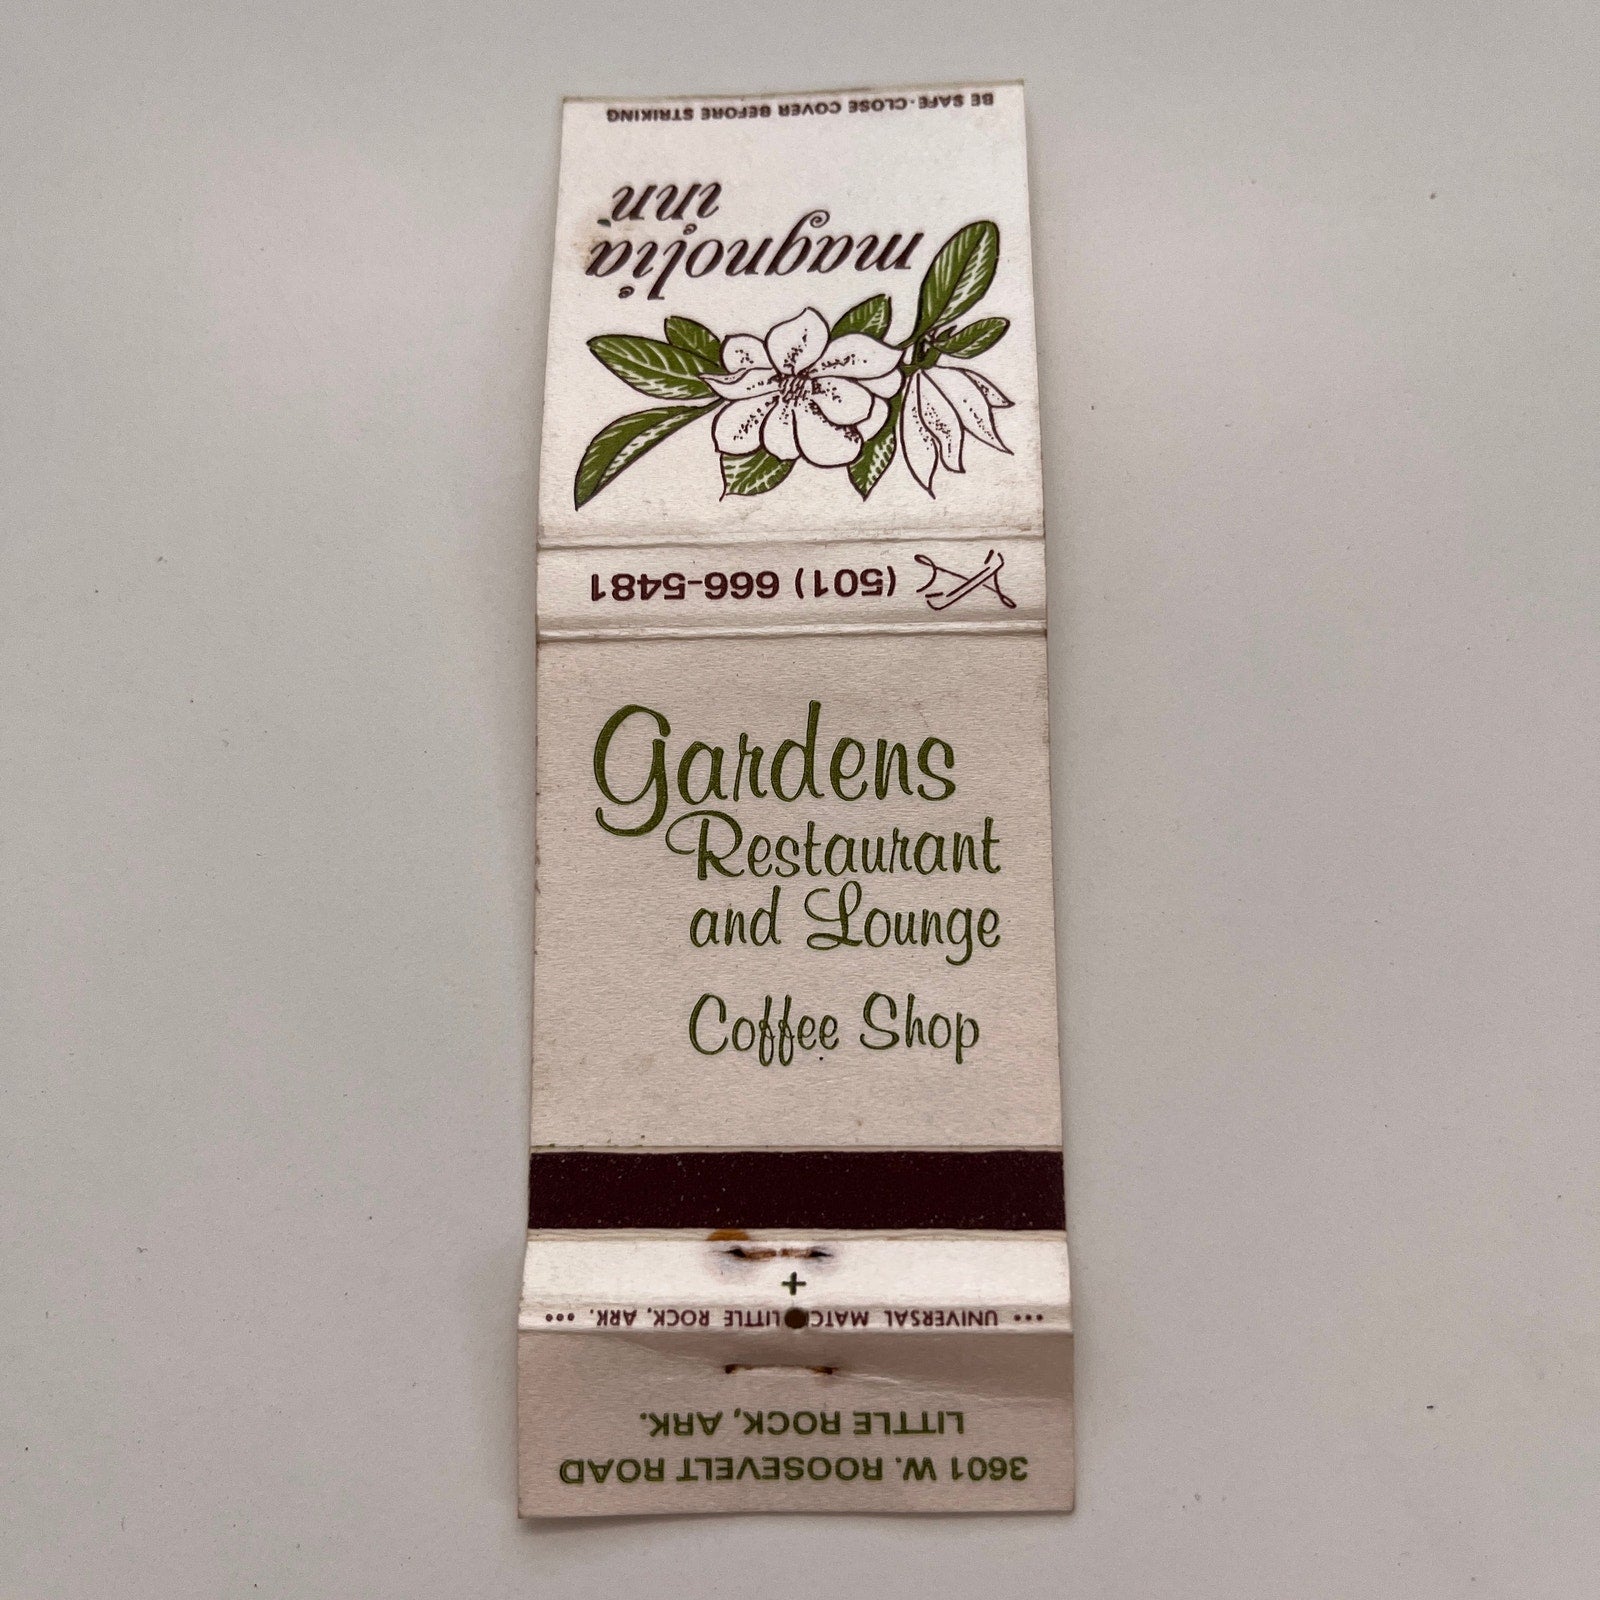 BE SAFE-CLOSE COVER BEFORE STRIKING
magnolia
inn
(501) 666-5481
Gardens
Restaurant
and Lounge
Coffee Shop
••• UNIVERSAL MATC LITTLE ROCK, ARK. •••
3601 W. ROOSEVELT ROAD
LITTLE ROCK, ARK.